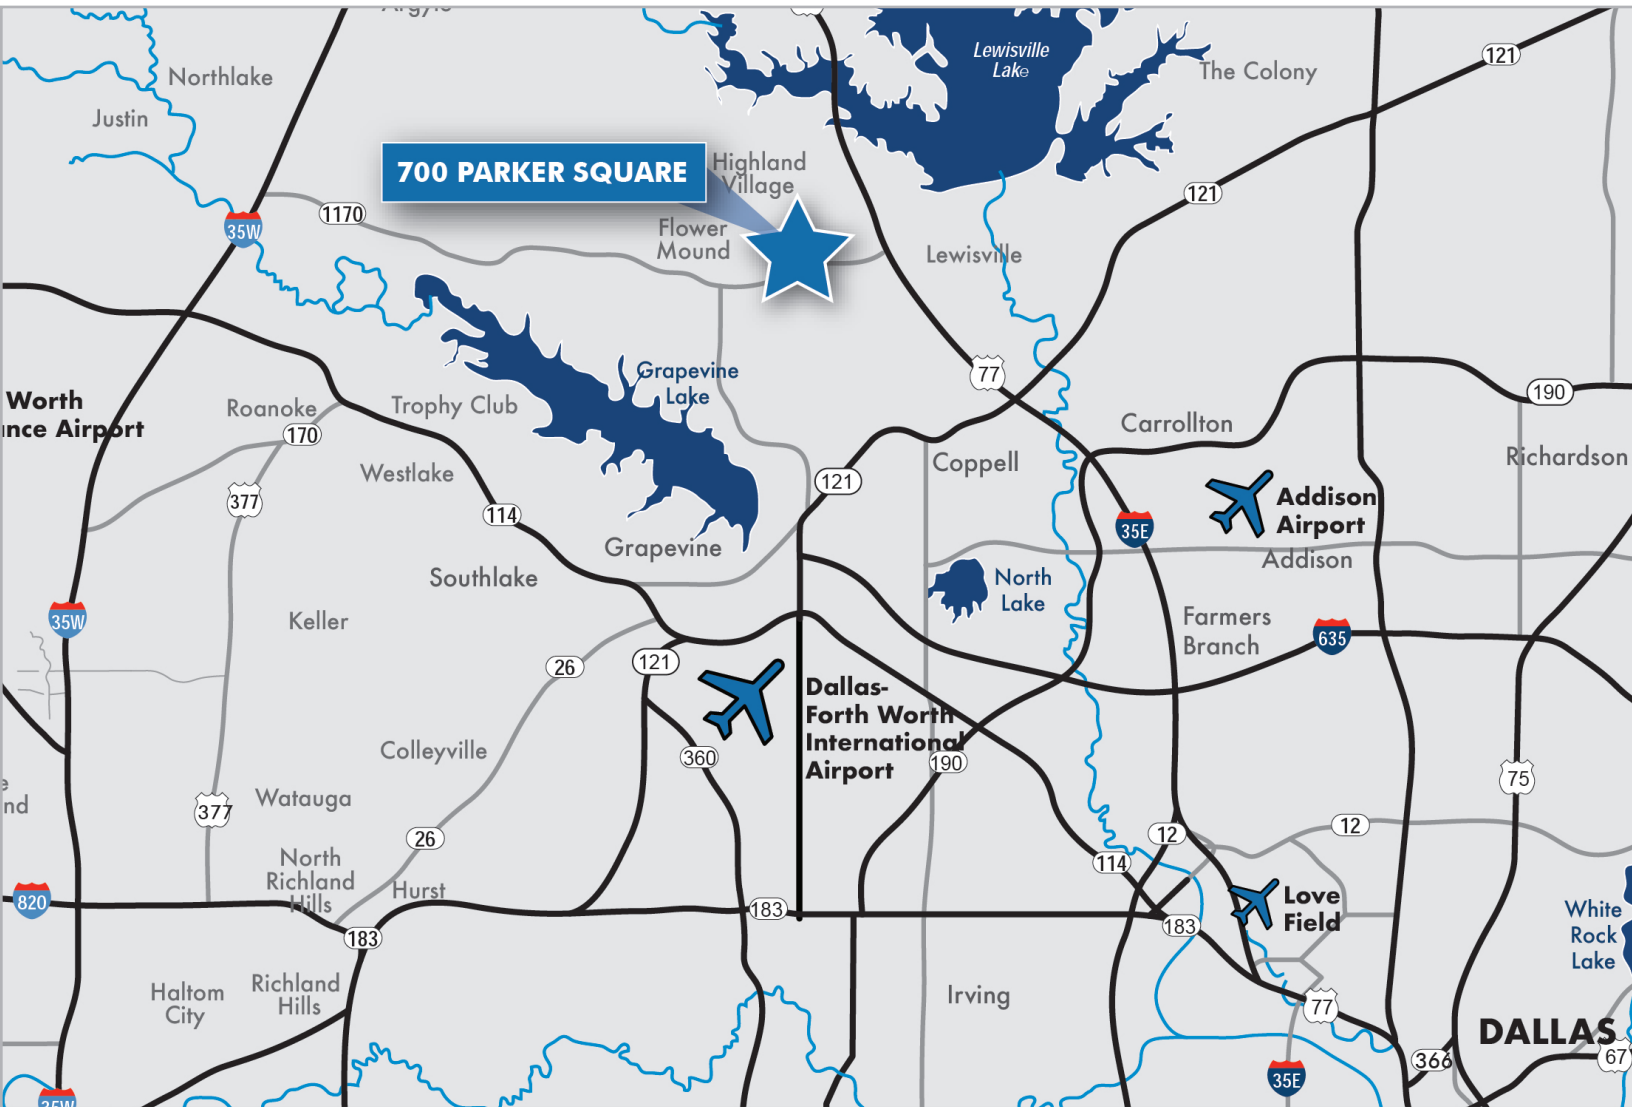 Argyle
Lewisville
Lake
121
The Colony
Northlake
Justin
700 PARKER SQUARE
Highland
Village
121
1170
35W
Flower
Mound
Lewisville
77
Grapevine
Lake
190
Worth
nce Airport
Roanoke
170
Trophy Club
Carrollton
Westlake
Coppell
Richardson
377
121
114
Addison
Airport
35E
Grapevine
Addison
Southlake
North
Lake
35W
Keller
Farmers
Branch
635
26
121
Dallas-
Forth Worth
International
Airport
Colleyville
360
190
75
nd
Watauga
377
26
12
12
North
Richland
Hills
Hurst
114
820
183
183
183
Love
Field
White
Rock
Lake
Haltom
City
Richland
Hills
Irving
77
DALLAS
366
67
35E
35W